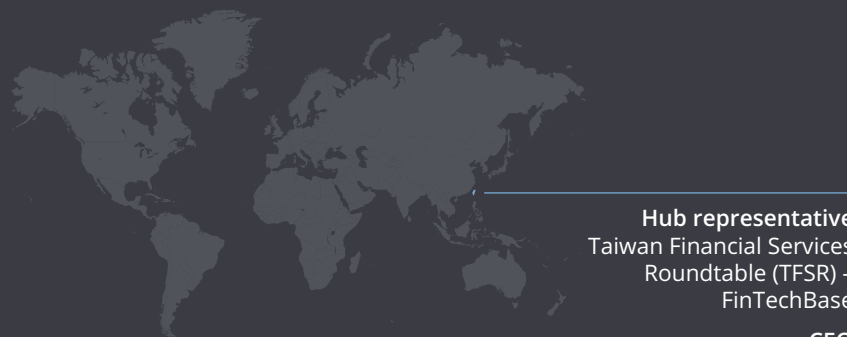 Hub representative
Taiwan Financial Services
Roundtable (TFSR) -
FinTechBase